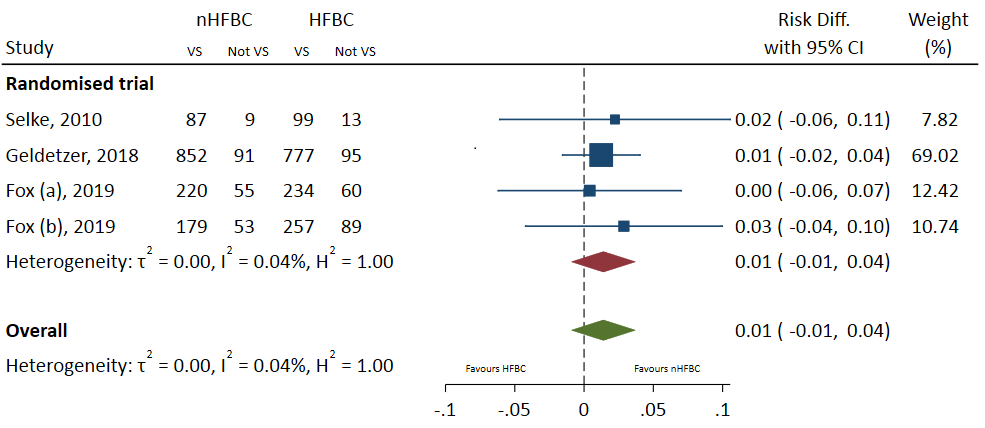 nHFBC HFBC Risk Diff. Weight
Study VS Not VS VS Not VS with 95% CI (%)
Randomised trial
Selke, 2010 87 9 99 13 0.02 ( -0.06, 0.11) 7.82
Geldetzer, 2018 852 91 777 95 0.01 ( -0.02, 0.04) 69.02
Fox (a), 2019 220 55 234 60 0.00 ( -0.06, 0.07) 12.42
Fox (b), 2019 179 53 257 89 0.03 ( -0.04, 0.10) 10.74
Heterogeneity: τ² = 0.00, I² = 0.04%, H² = 1.00 0.01 ( -0.01, 0.04)
Overall 0.01 ( -0.01, 0.04)
Heterogeneity: τ² = 0.00, I² = 0.04%, H² = 1.00 Favours HFBC Favours nHFBC
-.1 -.05 0 .05 .1